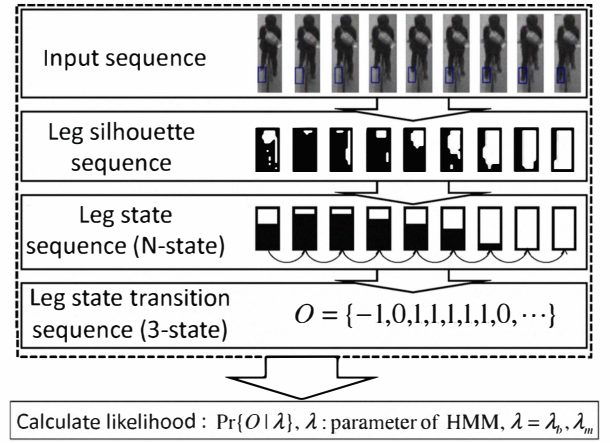 Input sequence
Leg silhouette
sequence
Leg state
sequence (N-state)
Leg state transition
sequence (3-state)
O = {−1,0,1,1,1,1,1,0,⋯}
Calculate likelihood : Pr{O | λ}, λ : parameter of HMM, λ = λ_b, λ_m